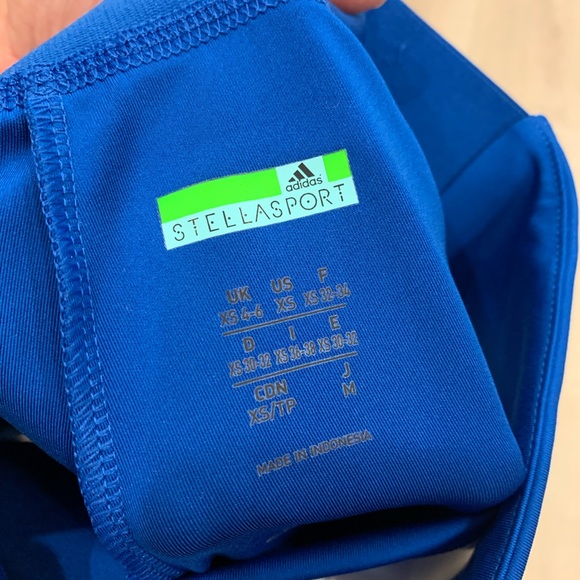 adidas
STELLASPORT
UK US F
XS 4-6 XS XS 32-34
D I E
XS 30-32 XS 36-38 XS 30-32
CDN J
XS/TP M
MADE IN INDONESIA